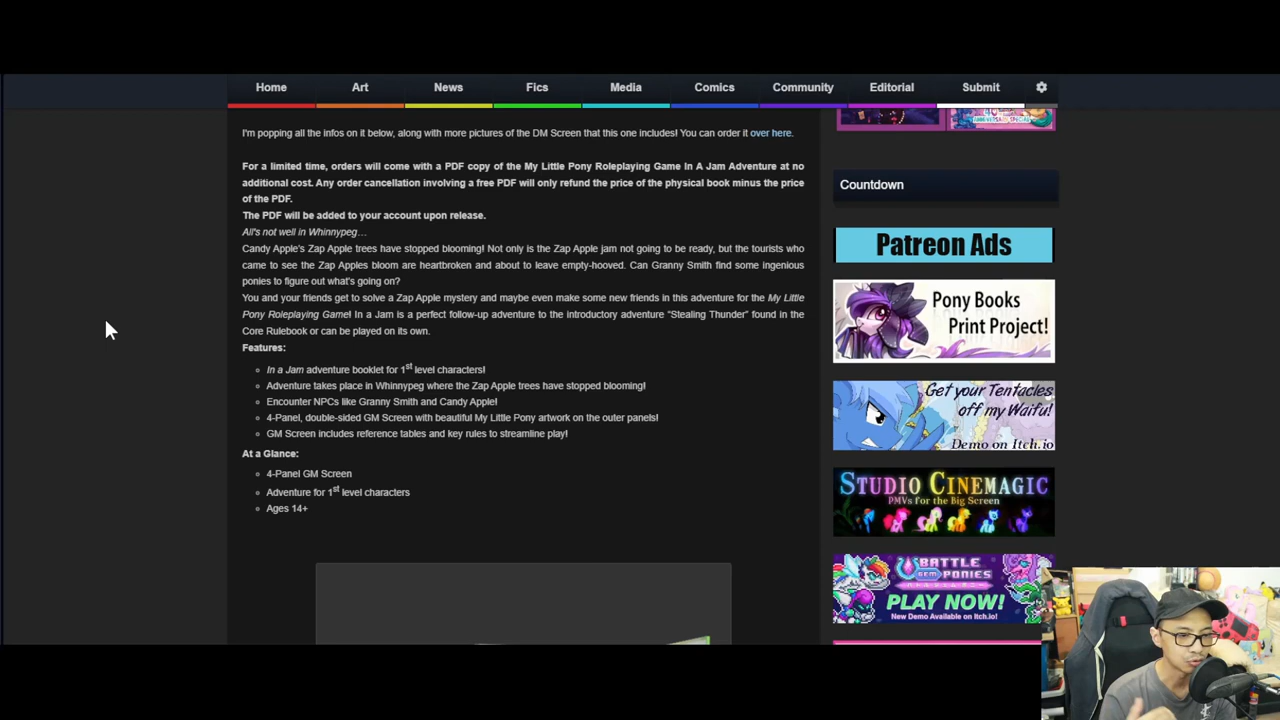 Home Art News Fics Media Comics Community Editorial Submit
I'm popping all the infos on it below, along with more pictures of the DM Screen that this one includes! You can order it over here.
For a limited time, orders will come with a PDF copy of the My Little Pony Roleplaying Game In A Jam Adventure at no
additional cost. Any order cancellation involving a free PDF will only refund the price of the physical book minus the price
of the PDF.
The PDF will be added to your account upon release.
All's not well in Whinnypeg…
Candy Apple's Zap Apple trees have stopped blooming! Not only is the Zap Apple jam not going to be ready, but the tourists who
came to see the Zap Apples bloom are heartbroken and about to leave empty-hooved. Can Granny Smith find some ingenious
ponies to figure out what's going on?
You and your friends get to solve a Zap Apple mystery and maybe even make some new friends in this adventure for the My Little
Pony Roleplaying Game! In a Jam is a perfect follow-up adventure to the introductory adventure “Stealing Thunder” found in the
Core Rulebook or can be played on its own.
Features:
In a Jam adventure booklet for 1st level characters!
Adventure takes place in Whinnypeg where the Zap Apple trees have stopped blooming!
Encounter NPCs like Granny Smith and Candy Apple!
4-Panel, double-sided GM Screen with beautiful My Little Pony artwork on the outer panels!
GM Screen includes reference tables and key rules to streamline play!
At a Glance:
4-Panel GM Screen
Adventure for 1st level characters
Ages 14+
Countdown
Patreon Ads
Pony Books
Print Project!
Get your Tentacles
off my Waifu!
Demo on Itch.io
STUDIO CINEMAGIC
PMVs for the Big Screen
BATTLE
GEM PONIES
PLAY NOW!
New Demo Available on Itch.io!